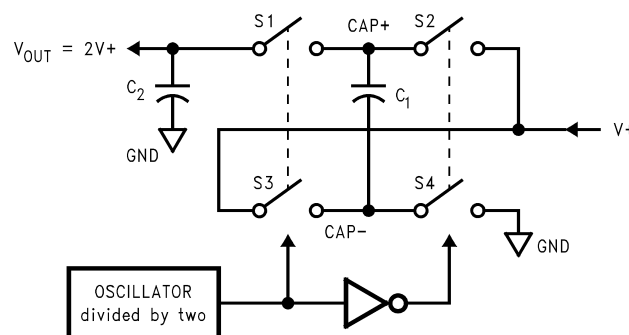 S1
CAP+
S2
VOUT = 2V+
C2
C1
GND
V+
S3
S4
CAP-
GND
OSCILLATOR
divided by two